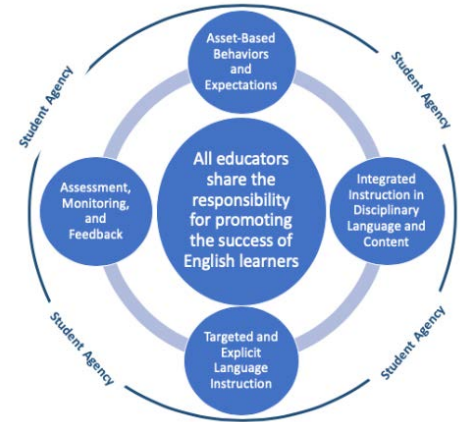 Asset-Based
Behaviors
and
Expectations
Student Agency
Student Agency
All educators
share the
responsibility
for promoting
the success of
English learners
Assessment,
Monitoring,
and
Feedback
Integrated
Instruction in
Disciplinary
Language and
Content
Targeted and
Explicit
Language
Instruction
Student Agency
Student Agency